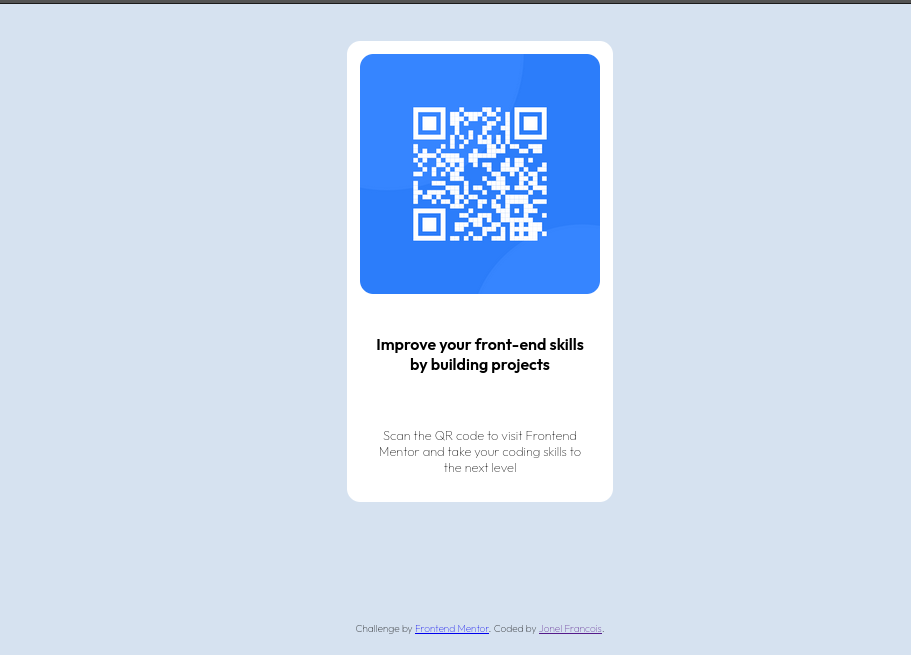 Improve your front-end skills
by building projects
Scan the QR code to visit Frontend
Mentor and take your coding skills to
the next level
Challenge by Frontend Mentor. Coded by Jonel Francois.